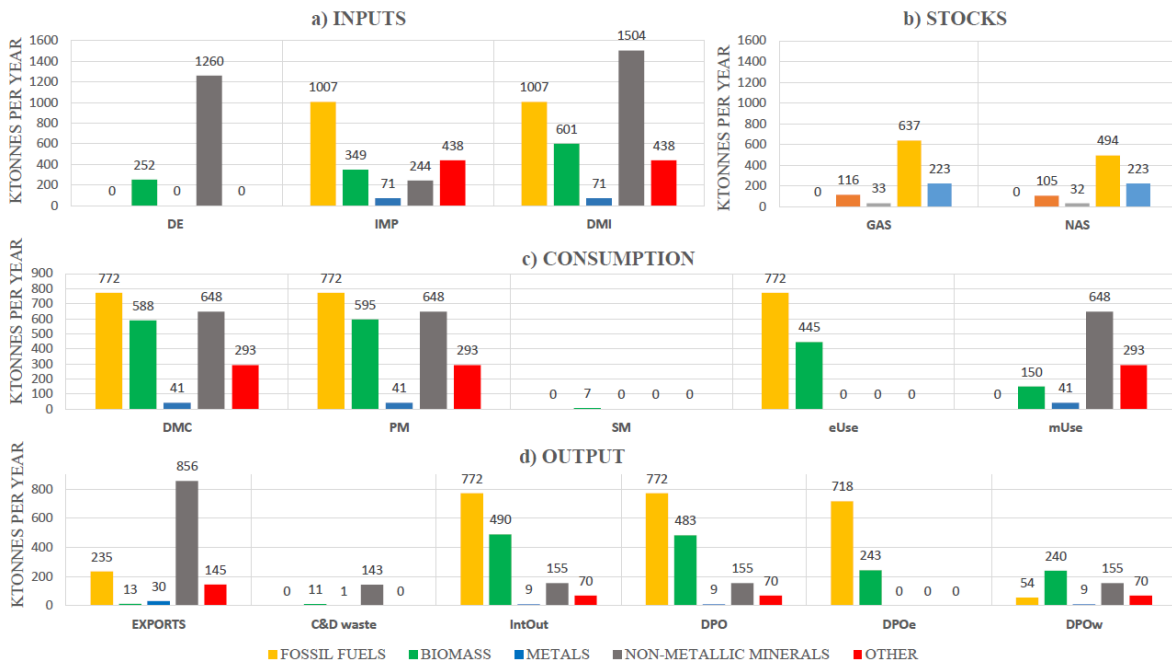 a) INPUTS
KTONNES PER YEAR
1600
1400
1200
1000
800
600
400
200
0
0 252 0 1260 0
1007 349 71 244 438
1007 601 71 1504 438
DE IMP DMI
b) STOCKS
KTONNES PER YEAR
1600
1400
1200
1000
800
600
400
200
0
0 116 33 637 223
0 105 32 494 223
GAS NAS
c) CONSUMPTION
KTONNES PER YEAR
900
800
700
600
500
400
300
200
100
0
772 588 41 648 293
772 595 41 648 293
0 7 0 0 0
772 445 0 0 0
0 150 41 648 293
DMC PM SM eUse mUse
d) OUTPUT
KTONNES PER YEAR
800
600
400
200
0
235 13 30 856 145
0 11 1 143 0
772 490 9 155 70
772 483 9 155 70
718 243 0 0 0
54 240 9 155 70
EXPORTS C&D waste IntOut DPO DPOe DPOw
FOSSIL FUELS BIOMASS METALS NON-METALLIC MINERALS OTHER